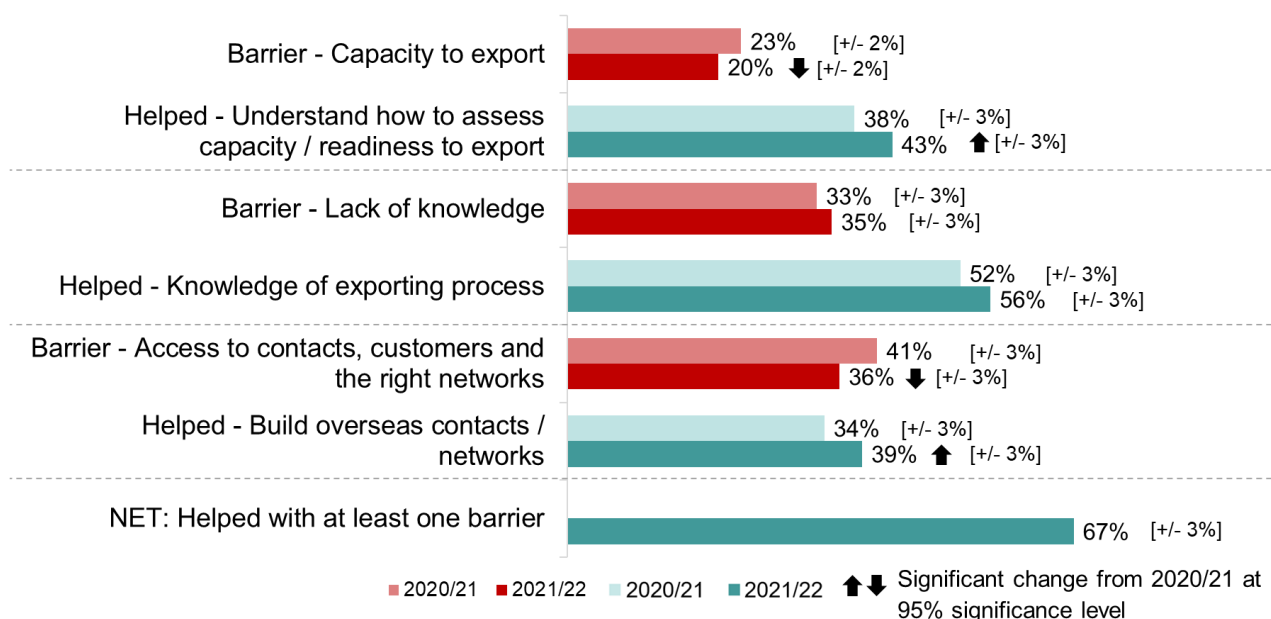 Barrier - Capacity to export
23% [+/- 2%]
20% [+/- 2%]
Helped - Understand how to assess
capacity / readiness to export
38% [+/- 3%]
43% [+/- 3%]
Barrier - Lack of knowledge
33% [+/- 3%]
35% [+/- 3%]
Helped - Knowledge of exporting process
52% [+/- 3%]
56% [+/- 3%]
Barrier - Access to contacts, customers and
the right networks
41% [+/- 3%]
36% [+/- 3%]
Helped - Build overseas contacts /
networks
34% [+/- 3%]
39% [+/- 3%]
NET: Helped with at least one barrier
67% [+/- 3%]
2020/21 2021/22 2020/21 2021/22
Significant change from 2020/21 at
95% significance level